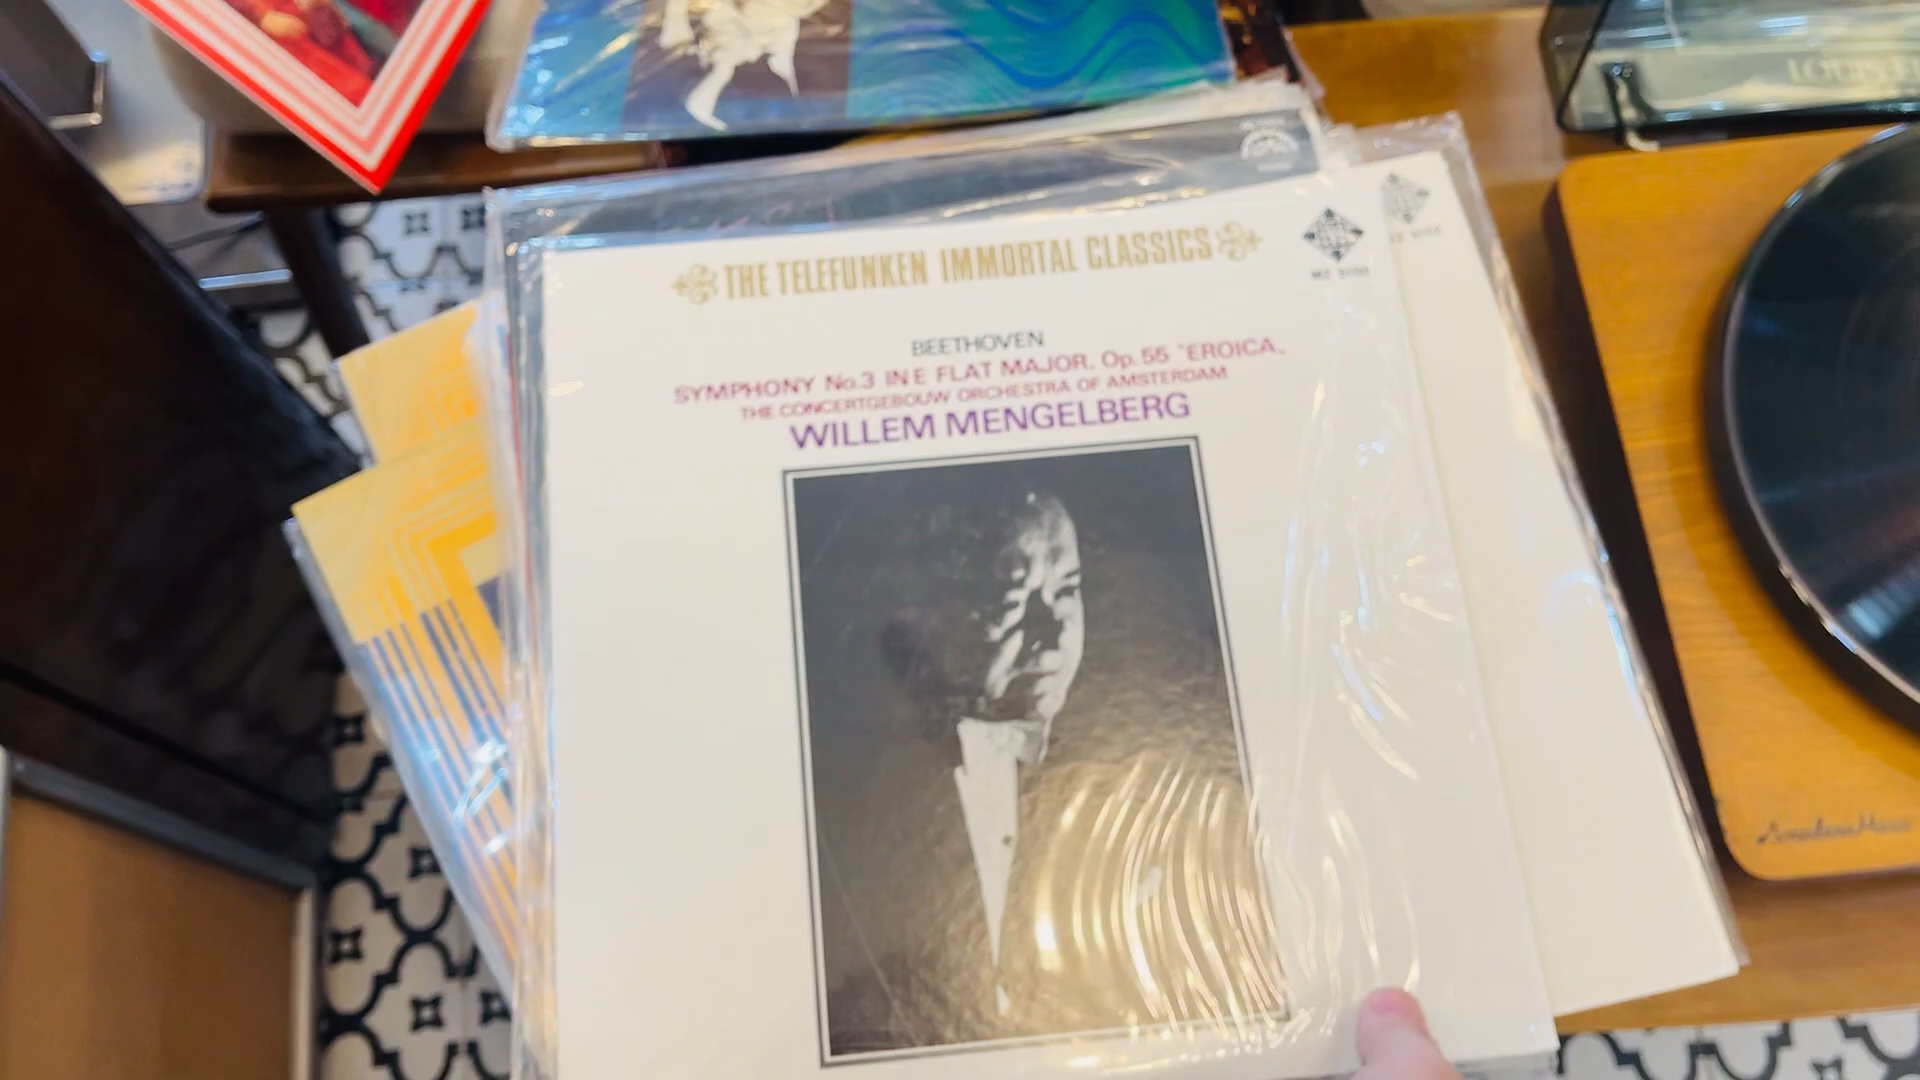 THE TELEFUNKEN IMMORTAL CLASSICS
BEETHOVEN
SYMPHONY No.3 IN E FLAT MAJOR, Op.55 "EROICA„
THE CONCERTGEBOUW ORCHESTRA OF AMSTERDAM
WILLEM MENGELBERG